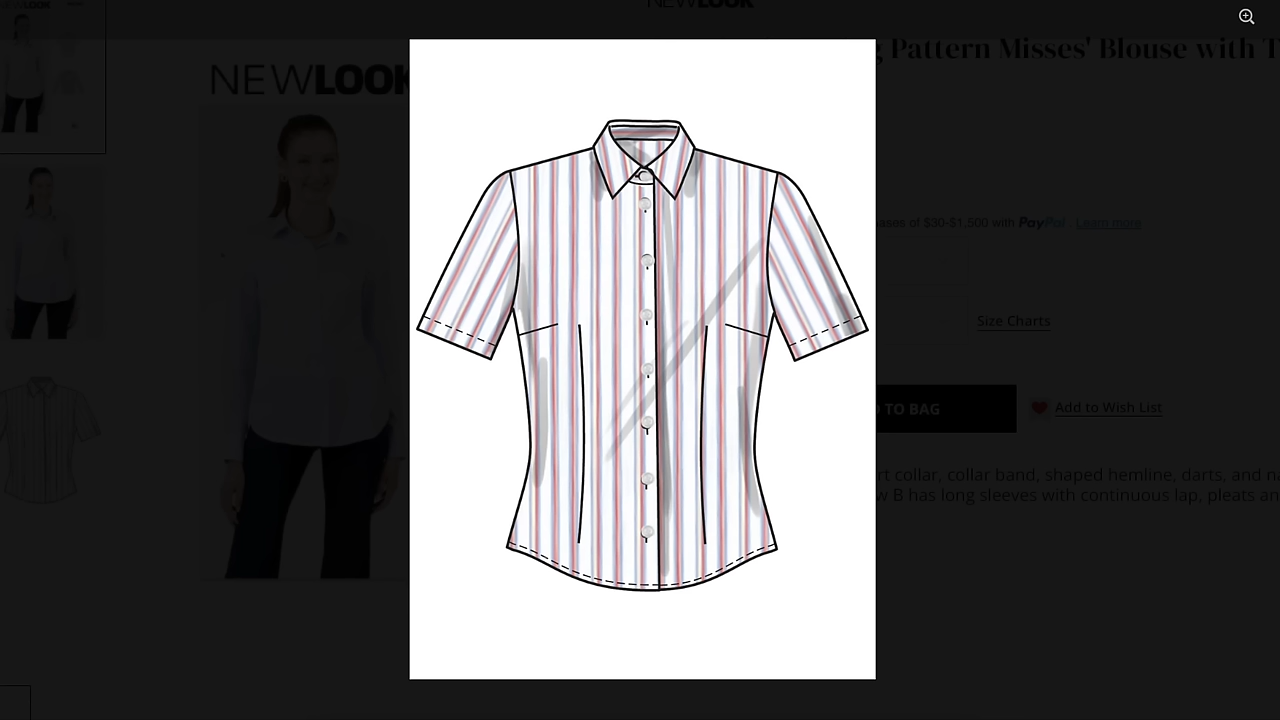 NEWLOOK
g Pattern Misses' Blouse with T
NEWLOOK
ases of $30-$1,500 with PayPal Learn more
Size Charts
D TO BAG
Add to Wish List
rt collar, collar band, shaped hemline, darts, and ri
w B has long sleeves with continuous lap, pleats an